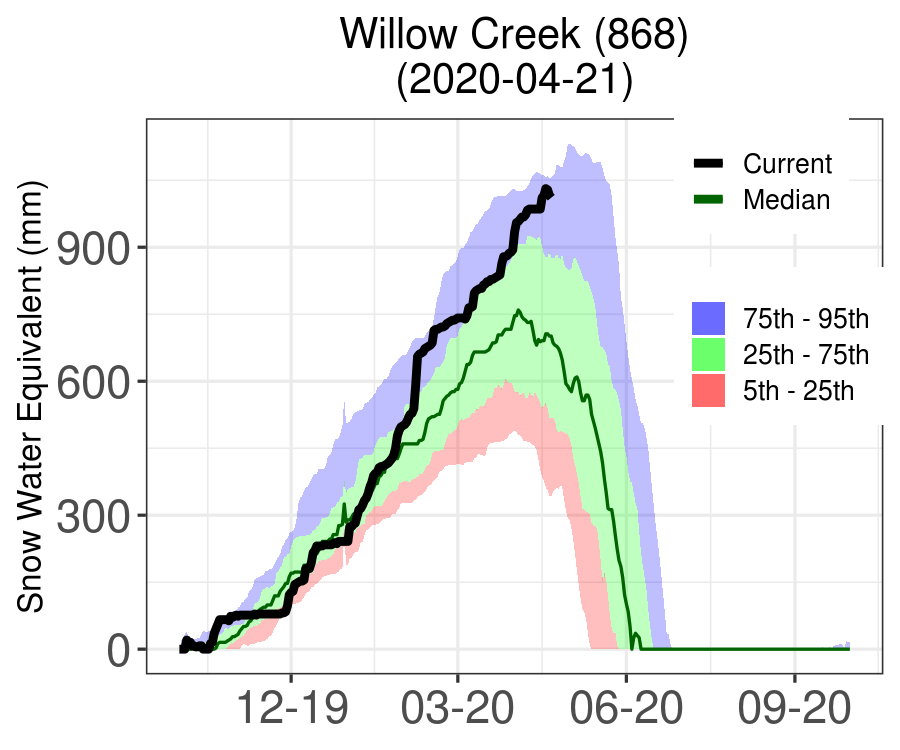 Willow Creek (868)
(2020-04-21)
Snow Water Equivalent (mm)
900
600
300
0
12-19
03-20
06-20
09-20
Current
Median
75th - 95th
25th - 75th
5th - 25th